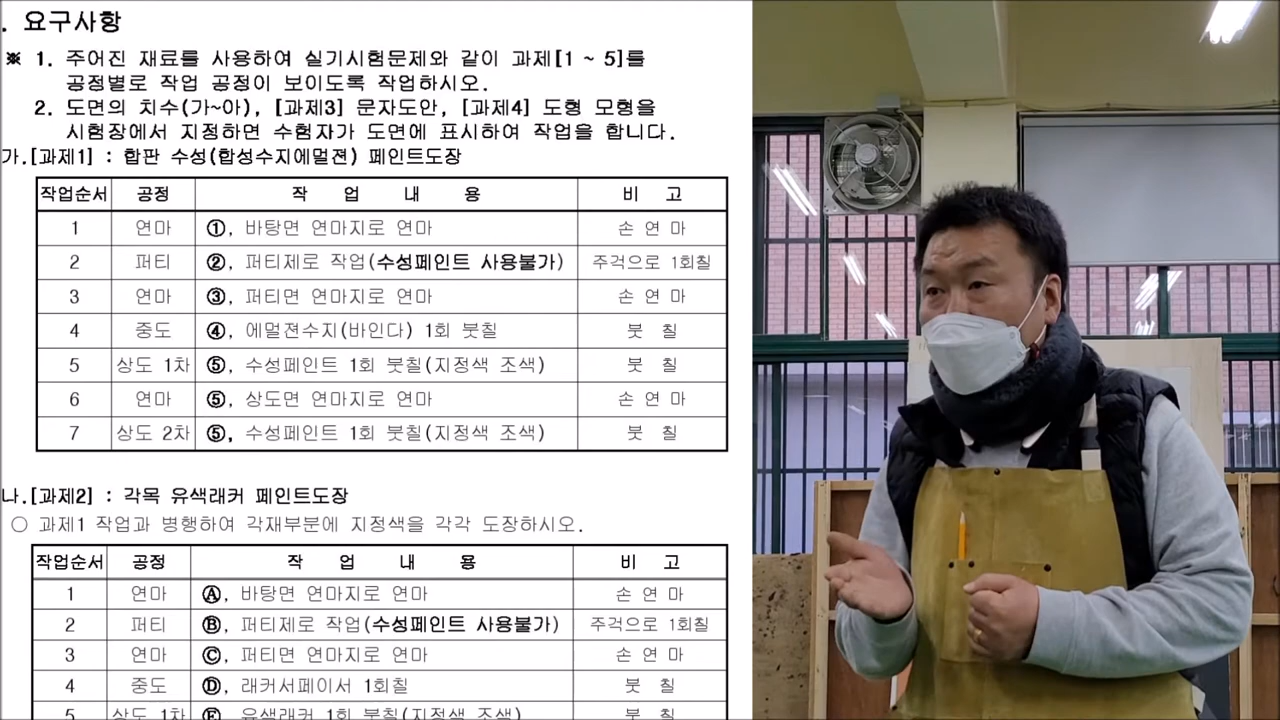 . 요구사항
※ 1. 주어진 재료를 사용하여 실기시험문제와 같이 과제[1 ~ 5]를
공정별로 작업 공정이 보이도록 작업하시오.
2. 도면의 치수(가~아), [과제3] 문자도안, [과제4] 도형 모형을
시험장에서 지정하면 수험자가 도면에 표시하여 작업을 합니다.
가.[과제1] : 합판 수성(합성수지에멀젼) 페인트도장
작업순서 공정 작 업 내 용 비 고
1 연마 ①, 바탕면 연마지로 연마 손 연 마
2 퍼티 ②, 퍼티제로 작업(수성페인트 사용불가) 주걱으로 1회칠
3 연마 ③, 퍼티면 연마지로 연마 손 연 마
4 중도 ④, 에멀젼수지(바인다) 1회 붓칠 붓 칠
5 상도 1차 ⑤, 수성페인트 1회 붓칠(지정색 조색) 붓 칠
6 연마 ⑤, 상도면 연마지로 연마 손 연 마
7 상도 2차 ⑤, 수성페인트 1회 붓칠(지정색 조색) 붓 칠
나.[과제2] : 각목 유색래커 페인트도장
○ 과제1 작업과 병행하여 각재부분에 지정색을 각각 도장하시오.
작업순서 공정 작 업 내 용 비 고
1 연마 Ⓐ, 바탕면 연마지로 연마 손 연 마
2 퍼티 Ⓑ, 퍼티제로 작업(수성페인트 사용불가) 주걱으로 1회칠
3 연마 Ⓒ, 퍼티면 연마지로 연마 손 연 마
4 중도 Ⓓ, 래커서페이서 1회칠 붓 칠
5 상도 1차 Ⓔ, 유색래커 1회 붓칠(지정색 조색) 붓 칠